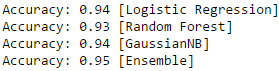 Accuracy: 0.94 [Logistic Regression]
Accuracy: 0.93 [Random Forest]
Accuracy: 0.94 [GaussianNB]
Accuracy: 0.95 [Ensemble]